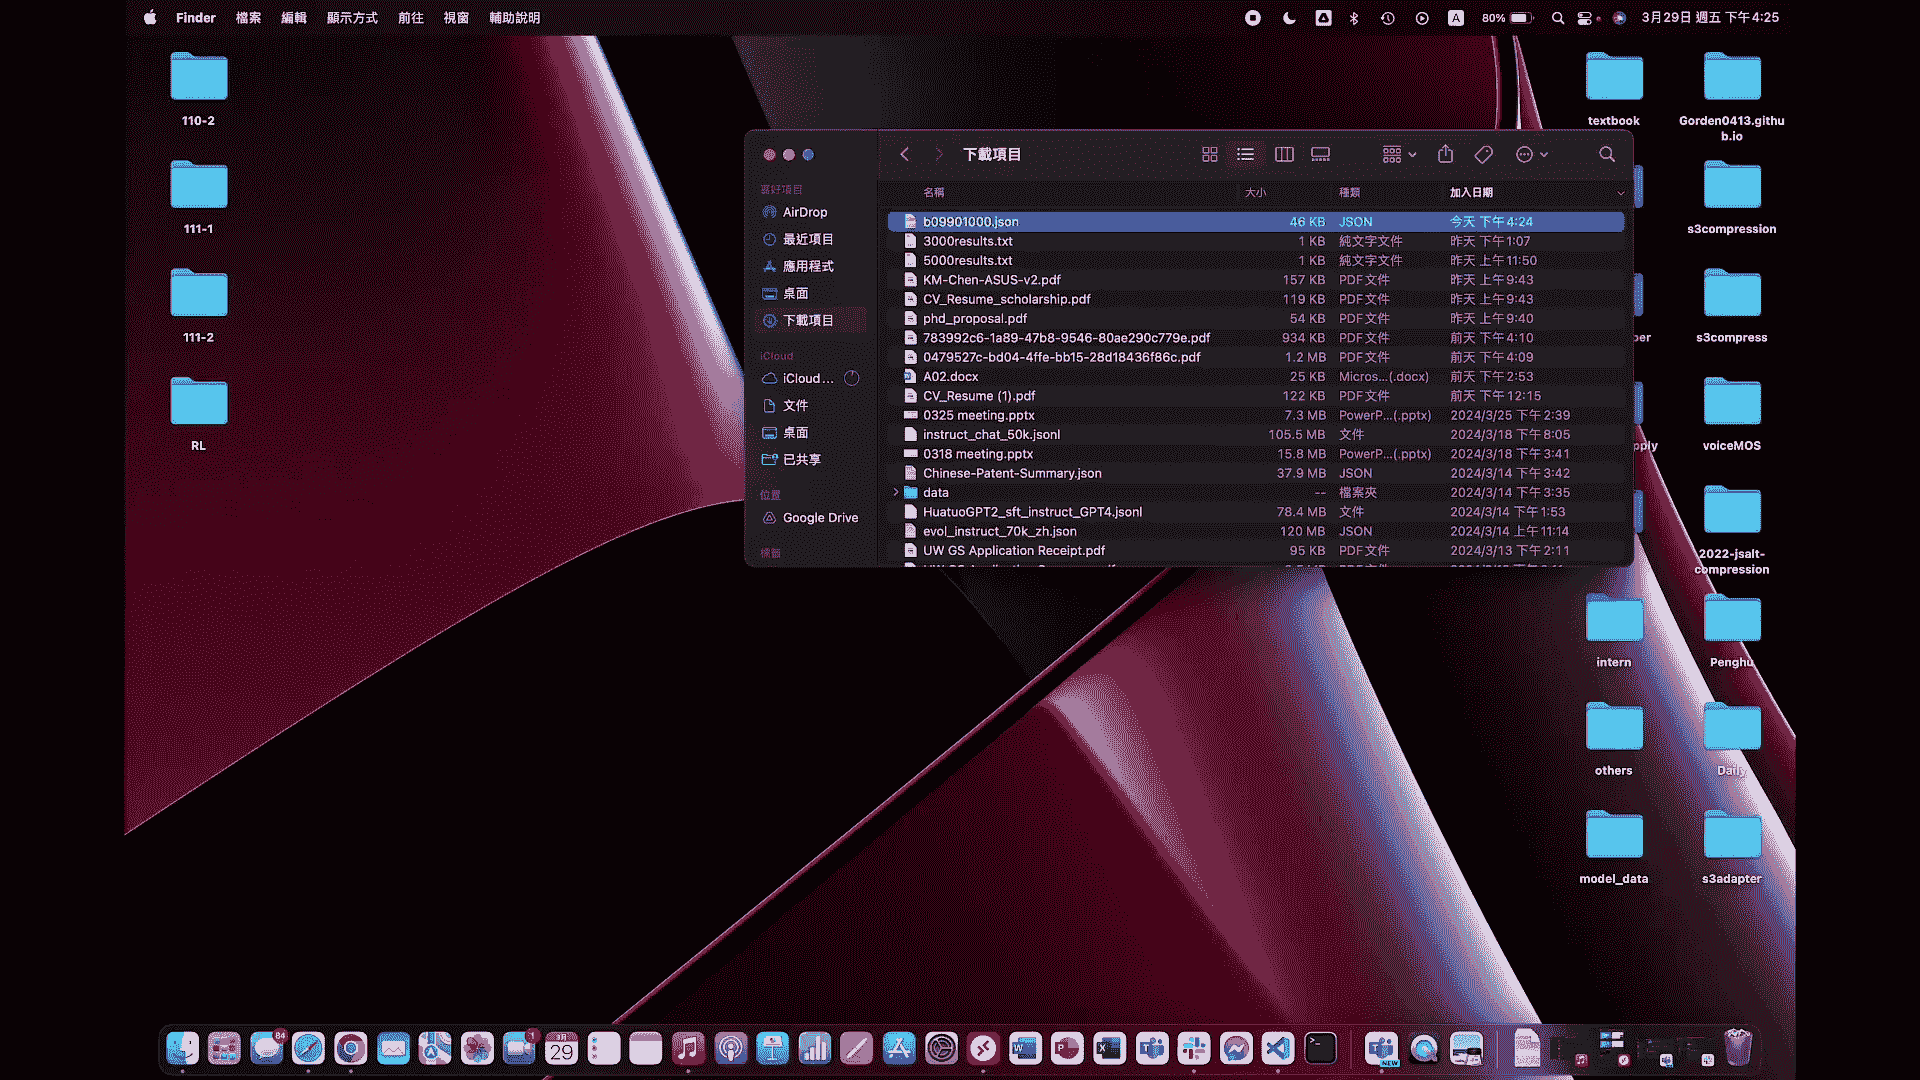 Finder 檔案 編輯 顯示方式 前往 視窗 輔助說明
A 80% 3月29日 週五 下午4:25
110-2
111-1
111-2
RL
textbook
Gorden0413.githu
b.io
s3compression
s3compress
voiceMOS
2022-jsalt-
compression
intern
Penghu
others
Daily
model_data
s3adapter
下載項目
喜好項目
AirDrop
最近項目
應用程式
桌面
下載項目
iCloud
iCloud...
文件
桌面
已共享
位置
Google Drive
標籤
名稱 大小 種類 加入日期
b09901000.json 46 KB JSON 今天 下午4:24
3000results.txt 1 KB 純文字文件 昨天 下午1:07
5000results.txt 1 KB 純文字文件 昨天 上午11:50
KM-Chen-ASUS-v2.pdf 157 KB PDF文件 昨天 上午9:43
CV_Resume_scholarship.pdf 119 KB PDF文件 昨天 上午9:43
phd_proposal.pdf 54 KB PDF文件 昨天 上午9:40
783992c6-1a89-47b8-9546-80ae290c779e.pdf 934 KB PDF文件 前天 下午4:10
0479527c-bd04-4ffe-bb15-28d18436f86c.pdf 1.2 MB PDF文件 前天 下午4:09
A02.docx 25 KB Micros...(.docx) 前天 下午2:53
CV_Resume (1).pdf 122 KB PDF文件 前天 下午12:15
0325 meeting.pptx 7.3 MB PowerP...(.pptx) 2024/3/25 下午2:39
instruct_chat_50k.jsonl 105.5 MB 文件 2024/3/18 下午8:05
0318 meeting.pptx 15.8 MB PowerP...(.pptx) 2024/3/18 下午3:41
Chinese-Patent-Summary.json 37.9 MB JSON 2024/3/14 下午3:42
data -- 檔案夾 2024/3/14 下午3:35
HuatuoGPT2_sft_instruct_GPT4.jsonl 78.4 MB 文件 2024/3/14 下午1:53
evol_instruct_70k_zh.json 120 MB JSON 2024/3/14 上午11:14
UW GS Application Receipt.pdf 95 KB PDF文件 2024/3/13 下午2:11
84
1
3月
29
NEW